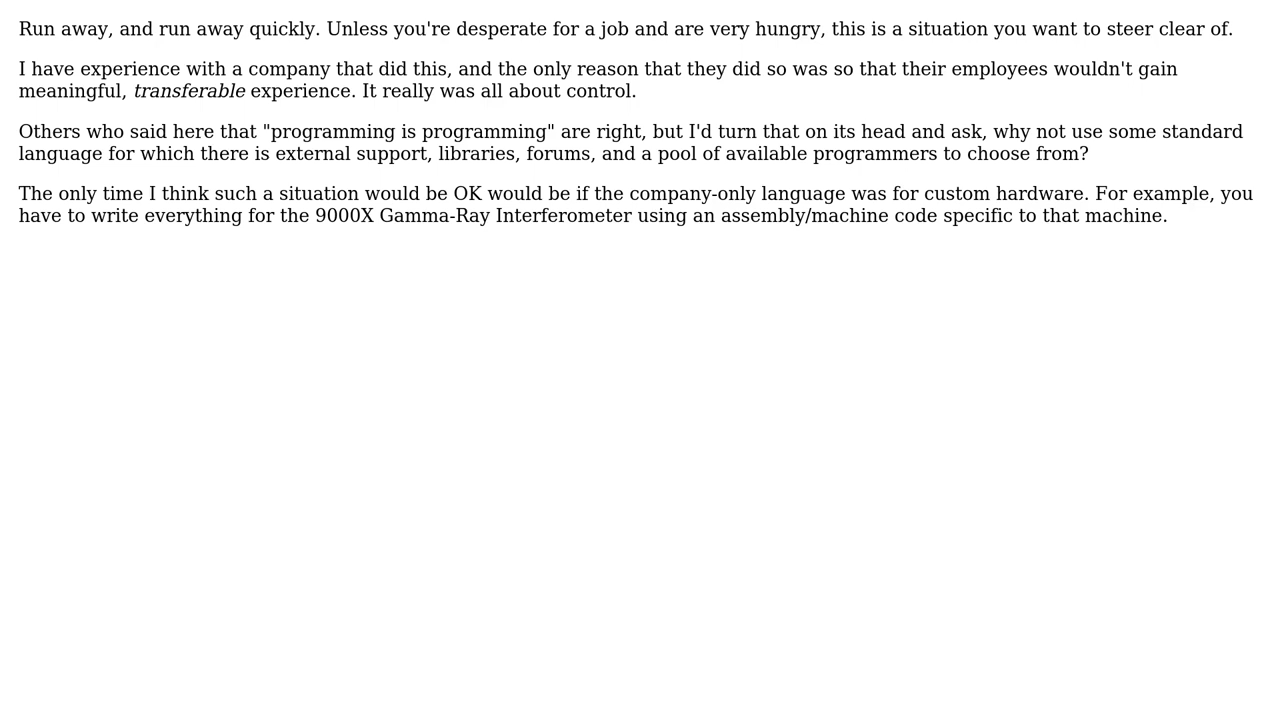 Run away, and run away quickly. Unless you're desperate for a job and are very hungry, this is a situation you want to steer clear of.
I have experience with a company that did this, and the only reason that they did so was so that their employees wouldn't gain
meaningful, transferable experience. It really was all about control.
Others who said here that "programming is programming" are right, but I'd turn that on its head and ask, why not use some standard
language for which there is external support, libraries, forums, and a pool of available programmers to choose from?
The only time I think such a situation would be OK would be if the company-only language was for custom hardware. For example, you
have to write everything for the 9000X Gamma-Ray Interferometer using an assembly/machine code specific to that machine.